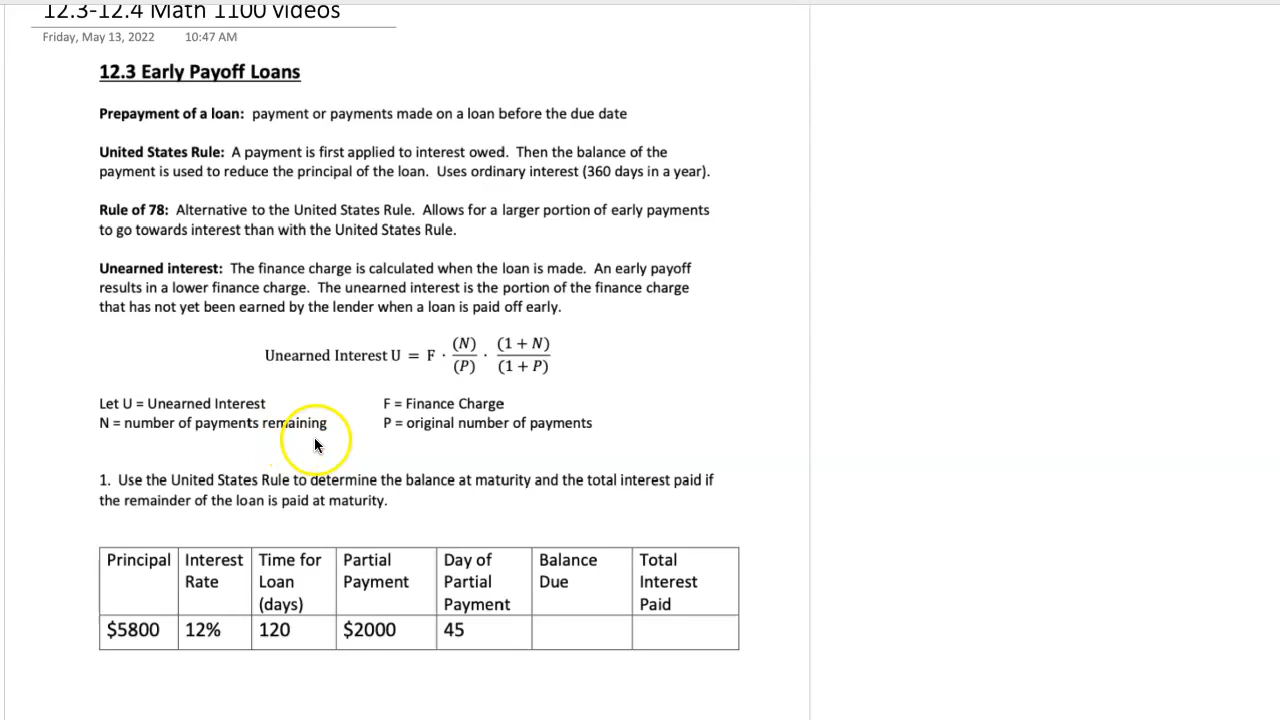 12.3-12.4 Math 1100 videos
Friday, May 13, 2022 10:47 AM
12.3 Early Payoff Loans
Prepayment of a loan: payment or payments made on a loan before the due date
United States Rule: A payment is first applied to interest owed. Then the balance of the
payment is used to reduce the principal of the loan. Uses ordinary interest (360 days in a year).
Rule of 78: Alternative to the United States Rule. Allows for a larger portion of early payments
to go towards interest than with the United States Rule.
Unearned interest: The finance charge is calculated when the loan is made. An early payoff
results in a lower finance charge. The unearned interest is the portion of the finance charge
that has not yet been earned by the lender when a loan is paid off early.
Unearned Interest U = F · (N)/(P) · (1 + N)/(1 + P)
Let U = Unearned Interest F = Finance Charge
N = number of payments remaining P = original number of payments
1. Use the United States Rule to determine the balance at maturity and the total interest paid if
the remainder of the loan is paid at maturity.
Principal Interest Time for Partial Day of Balance Total
Rate Loan Payment Partial Due Interest
(days) Payment Paid
$5800 12% 120 $2000 45